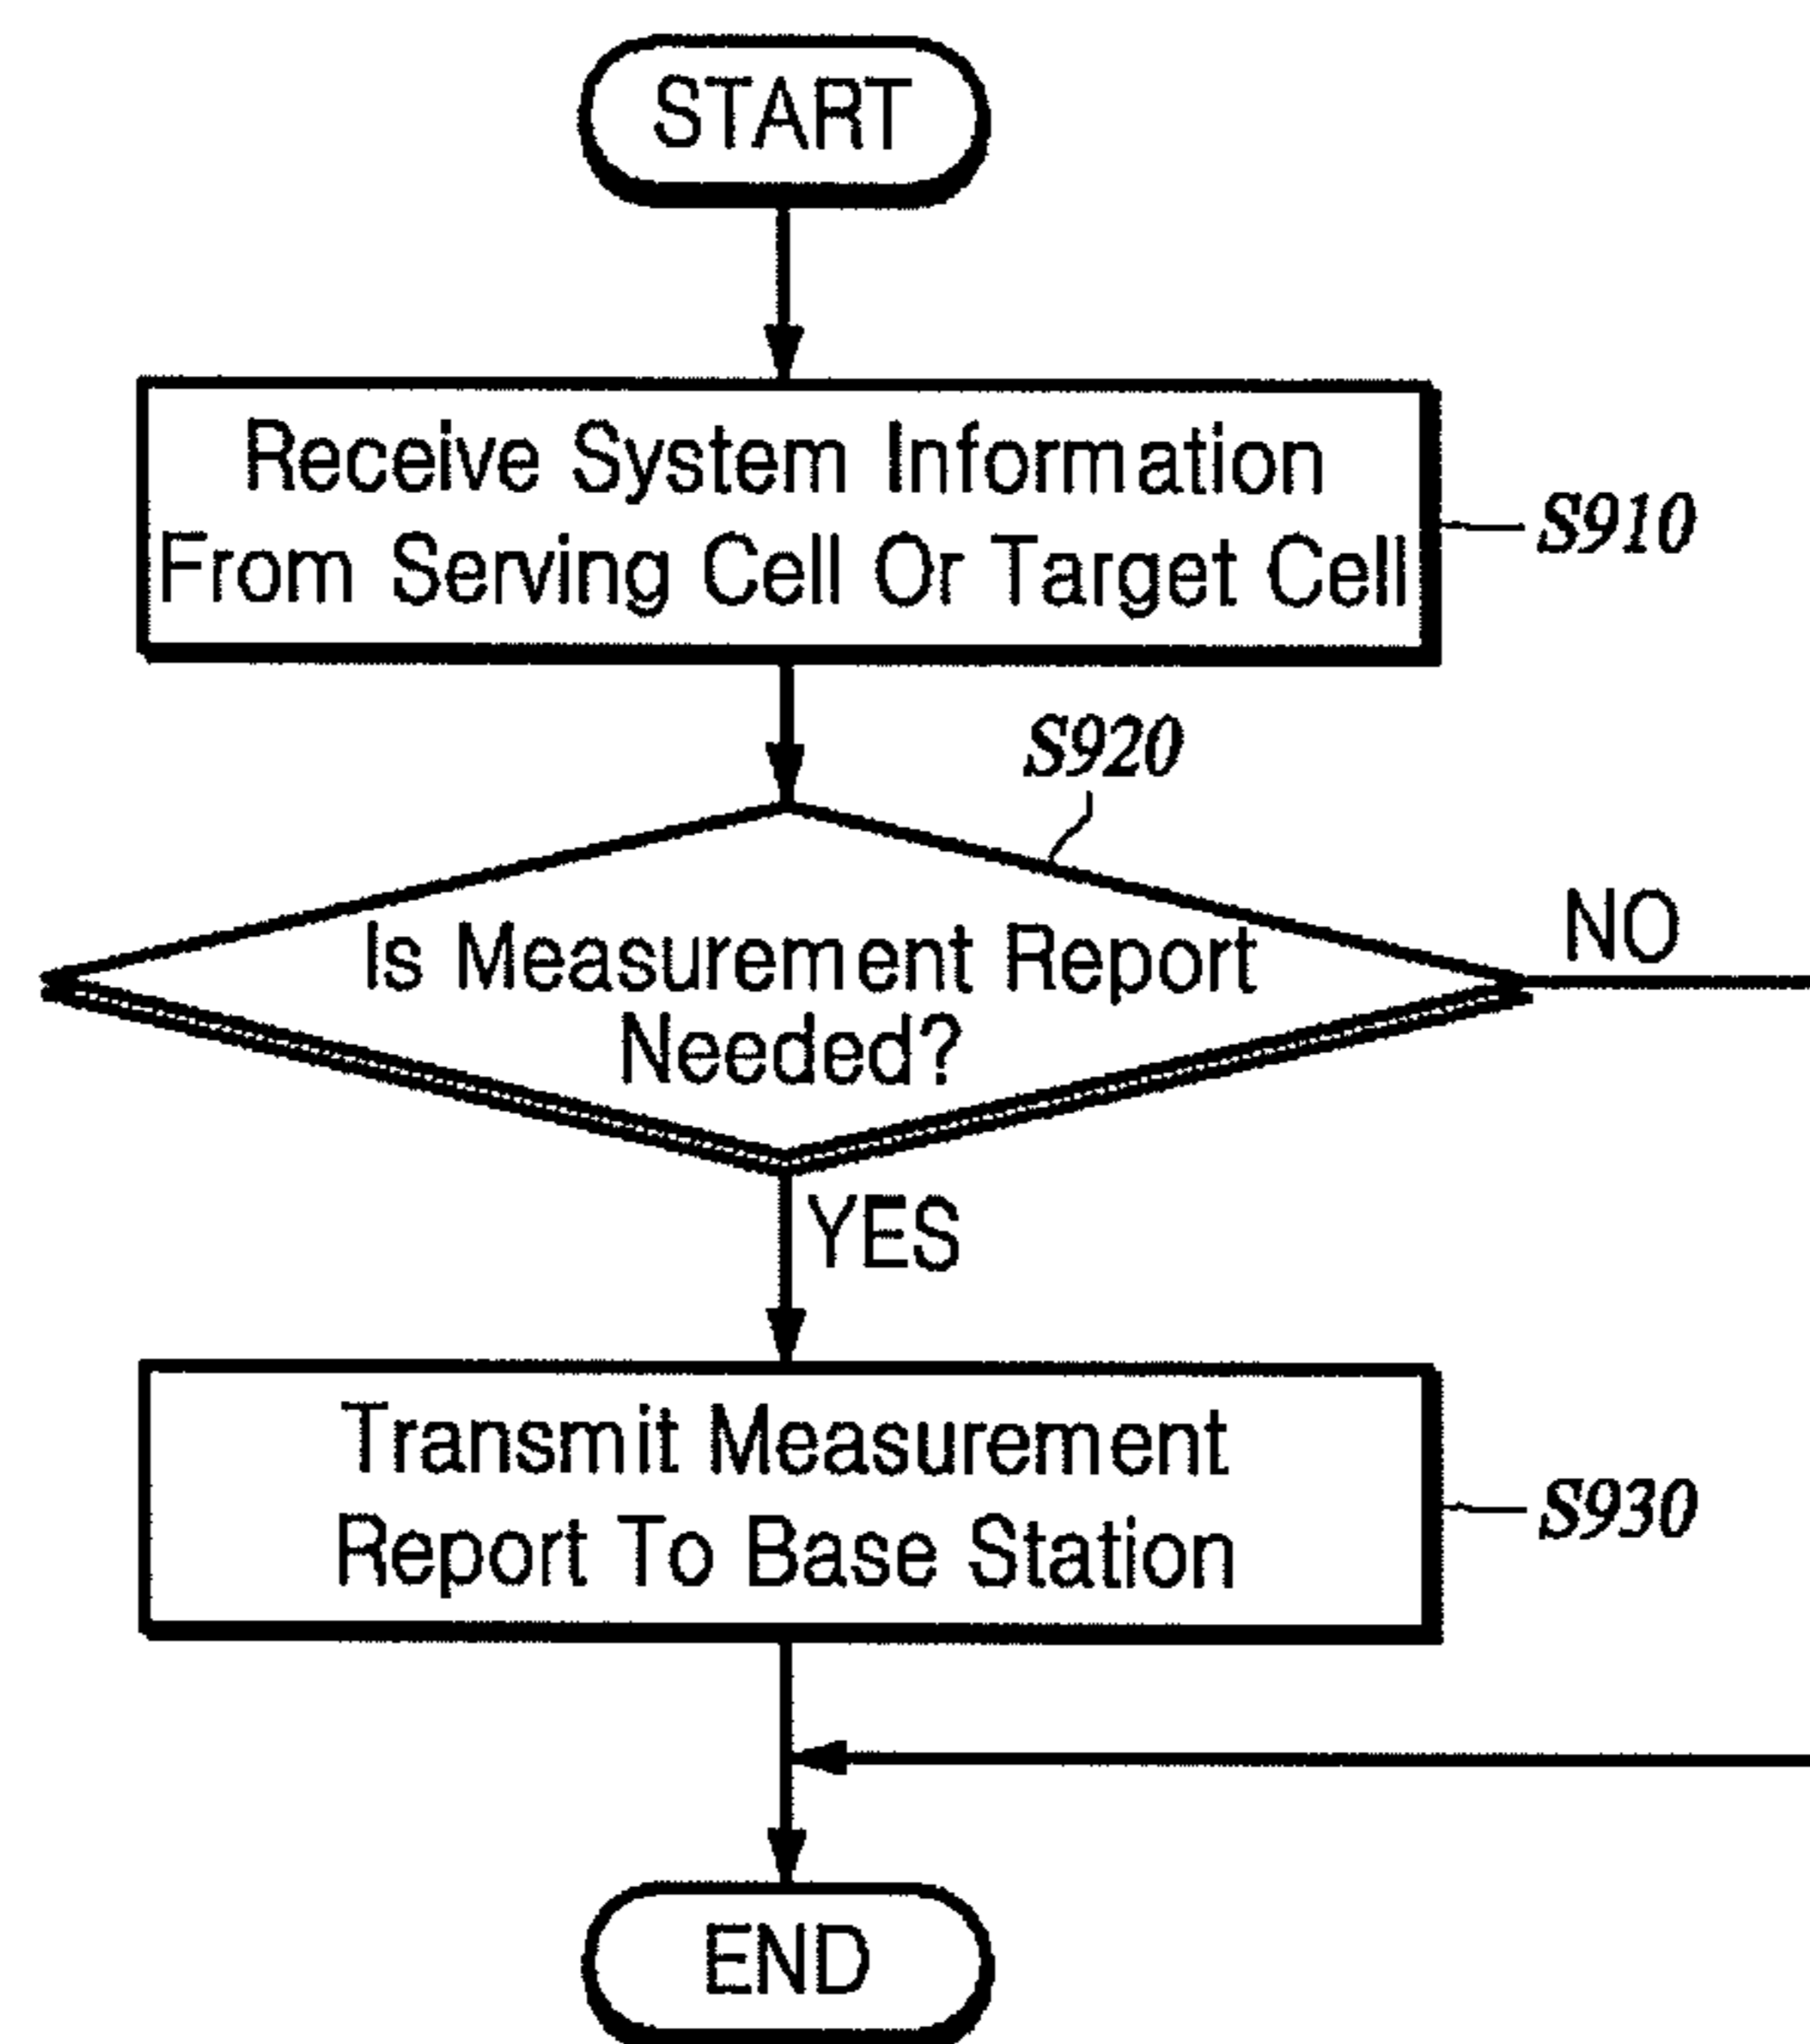 START
Receive System Information
From Serving Cell Or Target Cell
S910
S920
Is Measurement Report
Needed?
NO
YES
Transmit Measurement
Report To Base Station
S930
END